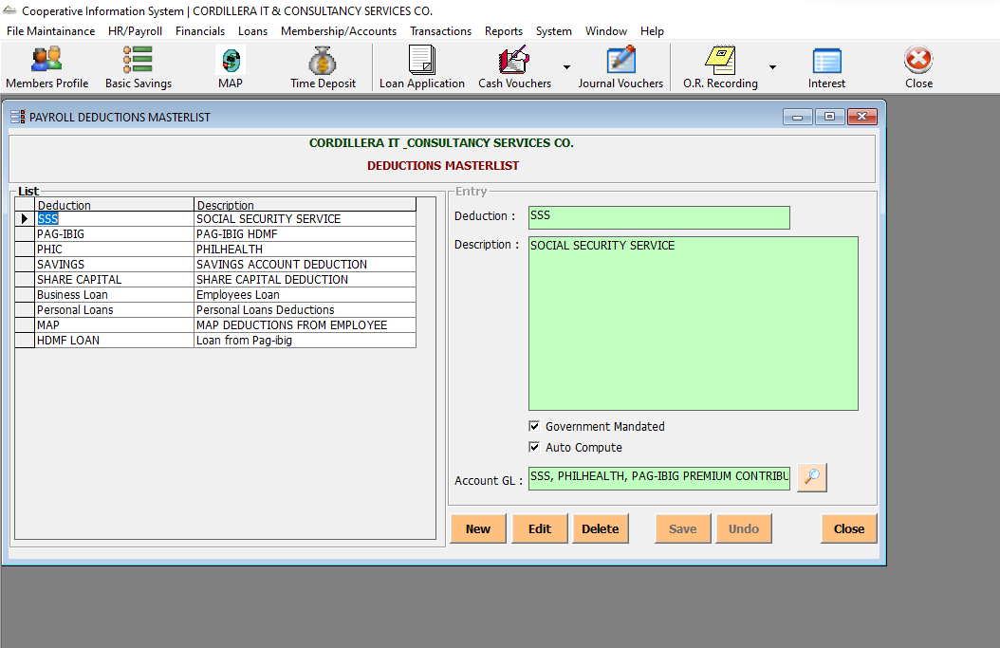 Cooperative Information System | CORDILLERA IT & CONSULTANCY SERVICES CO.
File Maintainance HR/Payroll Financials Loans Membership/Accounts Transactions Reports System Window Help
Members Profile Basic Savings MAP Time Deposit Loan Application Cash Vouchers Journal Vouchers O.R. Recording Interest Close
PAYROLL DEDUCTIONS MASTERLIST
CORDILLERA IT _CONSULTANCY SERVICES CO.
DEDUCTIONS MASTERLIST
List
Deduction Description
SSS SOCIAL SECURITY SERVICE
PAG-IBIG PAG-IBIG HDMF
PHIC PHILHEALTH
SAVINGS SAVINGS ACCOUNT DEDUCTION
SHARE CAPITAL SHARE CAPITAL DEDUCTION
Business Loan Employees Loan
Personal Loans Personal Loans Deductions
MAP MAP DEDUCTIONS FROM EMPLOYEE
HDMF LOAN Loan from Pag-ibig
Entry
Deduction : SSS
Description : SOCIAL SECURITY SERVICE
Government Mandated
Auto Compute
Account GL : SSS, PHILHEALTH, PAG-IBIG PREMIUM CONTRIBU
New Edit Delete Save Undo Close